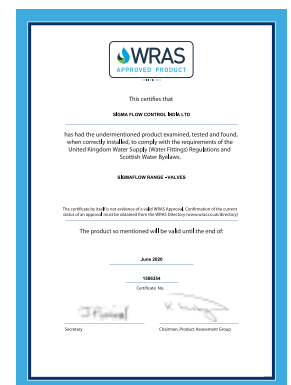 WRAS
APPROVED PRODUCT
This certifies that
SIGMA FLOW CONTROL INDIA LTD
has had the undermentioned product examined, tested and found,
when correctly installed, to comply with the requirements of the
United Kingdom Water Supply (Water Fittings) Regulations and
Scottish Water Byelaws.
SIGMAFLOW RANGE -VALVES
The certificate by itself is not evidence of a valid WRAS Approval. Confirmation of the current
status of an approval must be obtained from the WRAS Directory (www.wras.co.uk/directory)
The product so mentioned will be valid until the end of:
June 2020
1506254
Certificate No.
Secretary
Chairman, Product Assessment Group